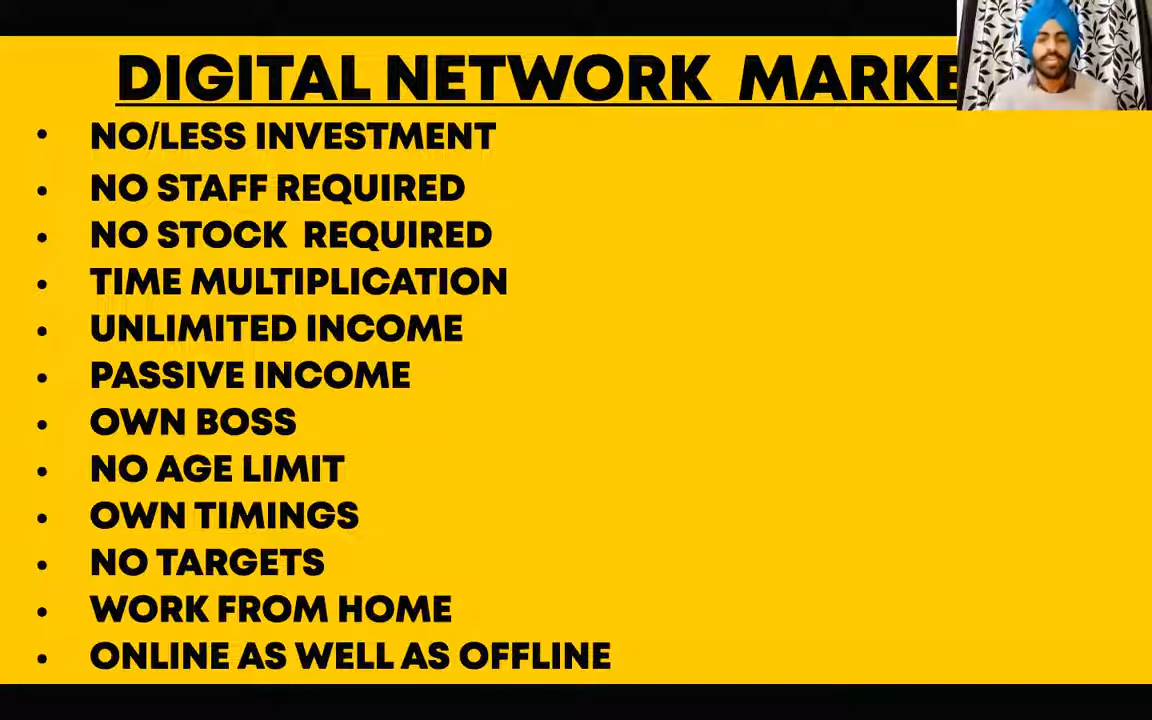 DIGITAL NETWORK MARKE
• NO/LESS INVESTMENT
• NO STAFF REQUIRED
• NO STOCK REQUIRED
• TIME MULTIPLICATION
• UNLIMITED INCOME
• PASSIVE INCOME
• OWN BOSS
• NO AGE LIMIT
• OWN TIMINGS
• NO TARGETS
• WORK FROM HOME
• ONLINE AS WELL AS OFFLINE